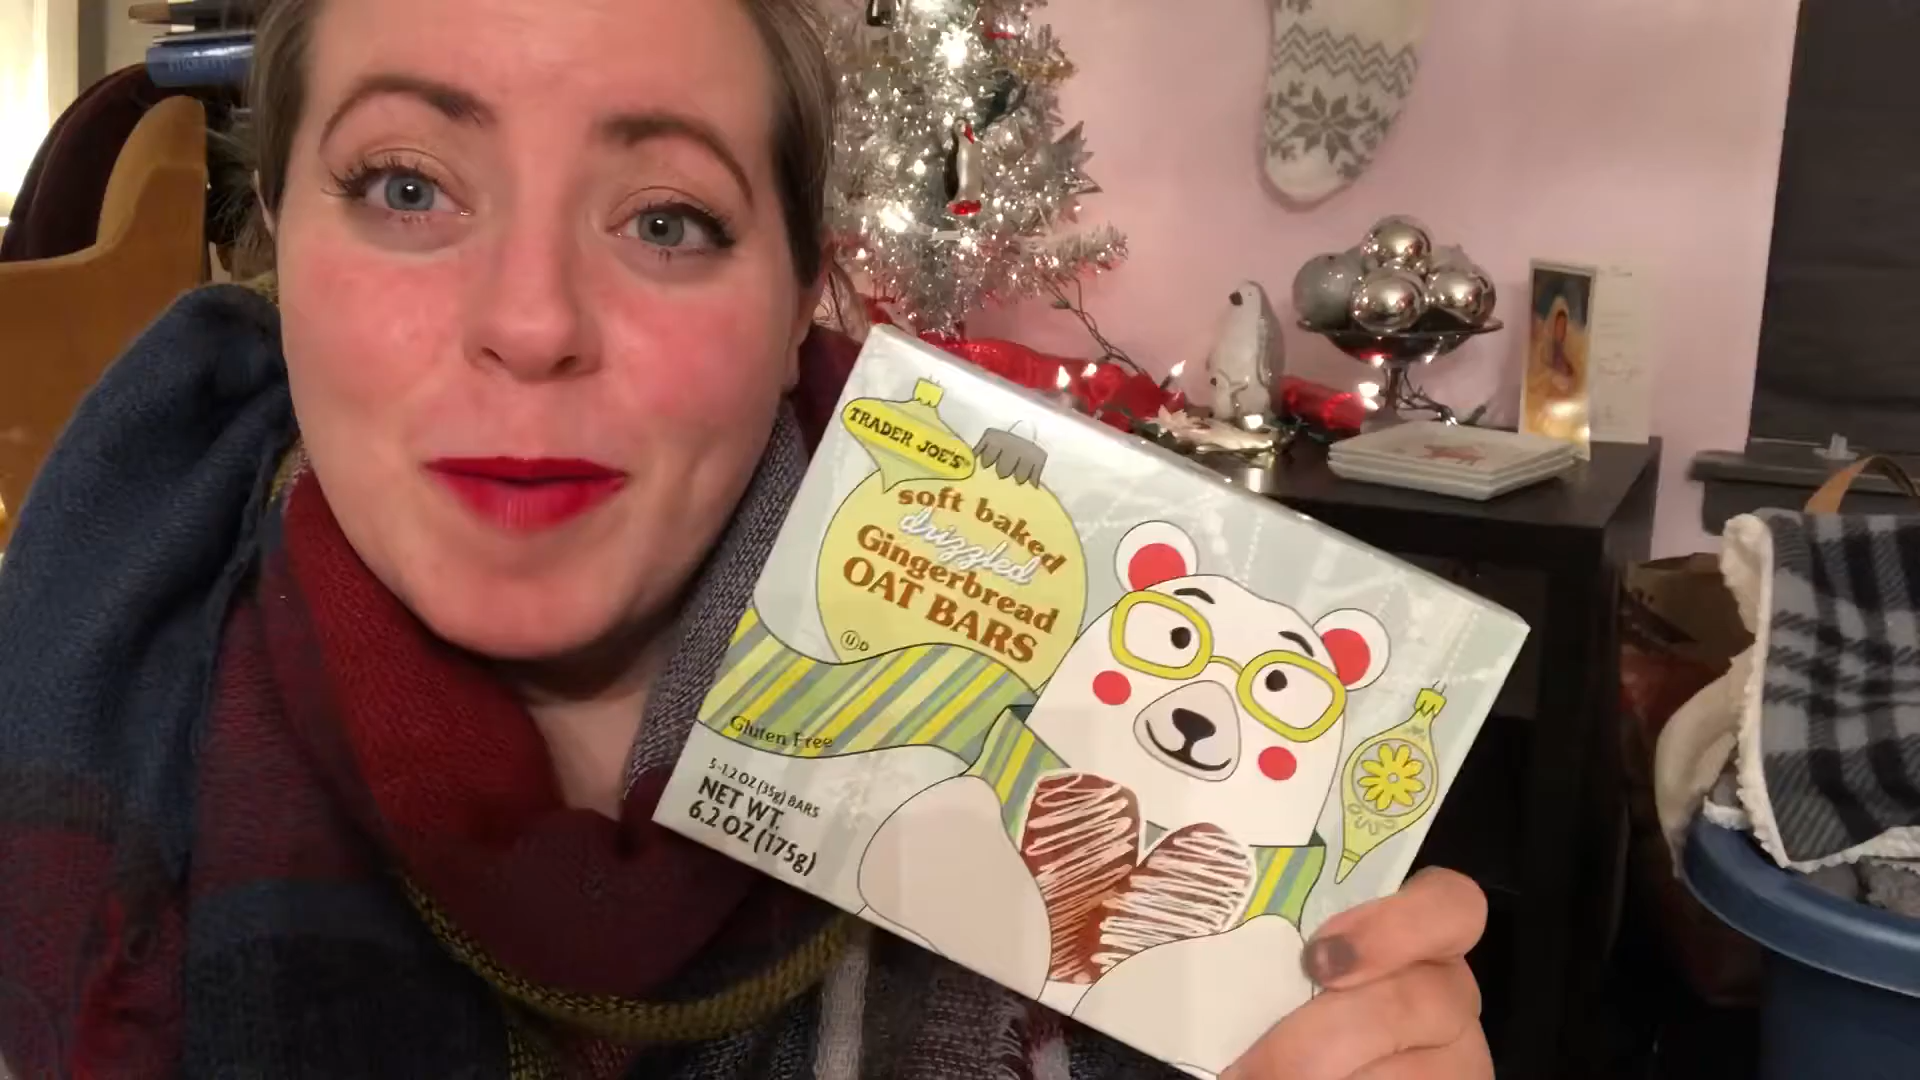 TRADER JOE'S
soft baked
drizzled
Gingerbread
OAT BARS
U D
Gluten Free
5-1.2 OZ (35g) BARS
NET WT.
6.2 OZ (175g)